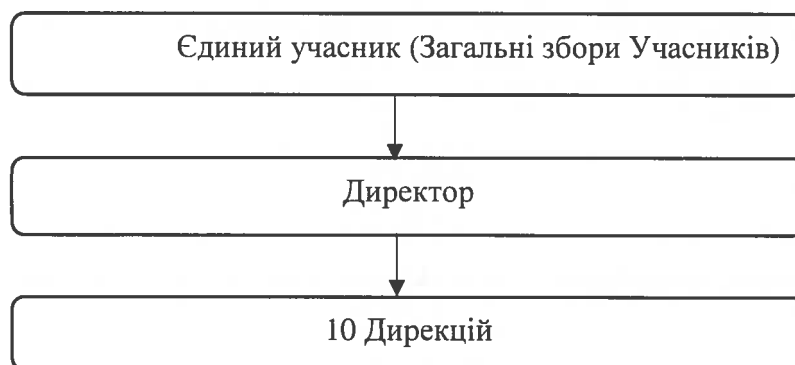 Єдиний учасник (Загальні збори Учасників)
Директор
10 Дирекцій